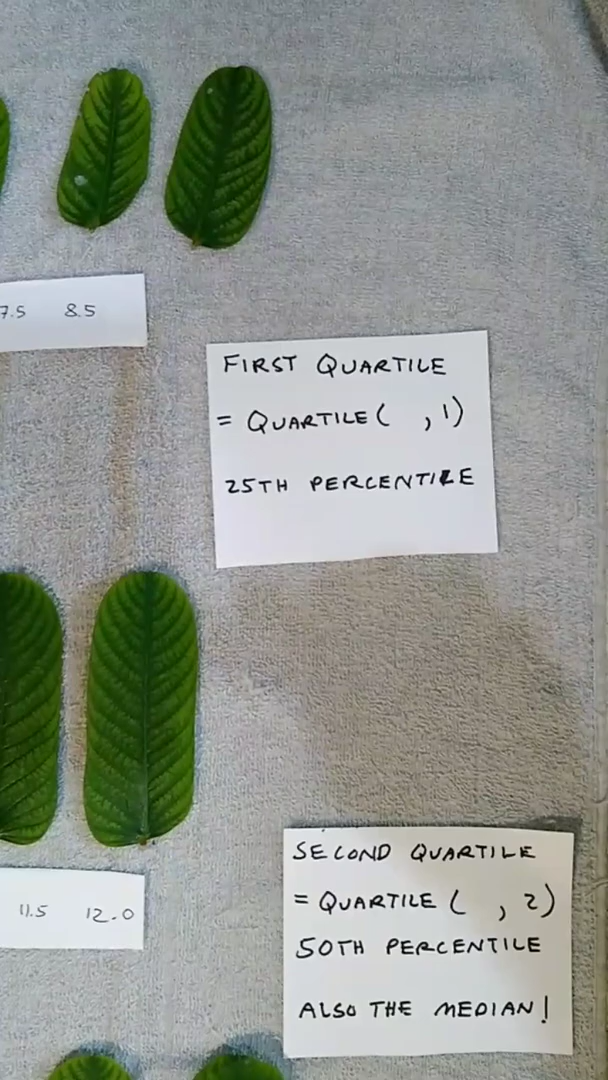 7.5 8.5
FIRST QUARTILE
= QUARTILE( , 1)
25TH PERCENTILE
11.5 12.0
SECOND QUARTILE
= QUARTILE ( , 2)
50TH PERCENTILE
ALSO THE MEDIAN!